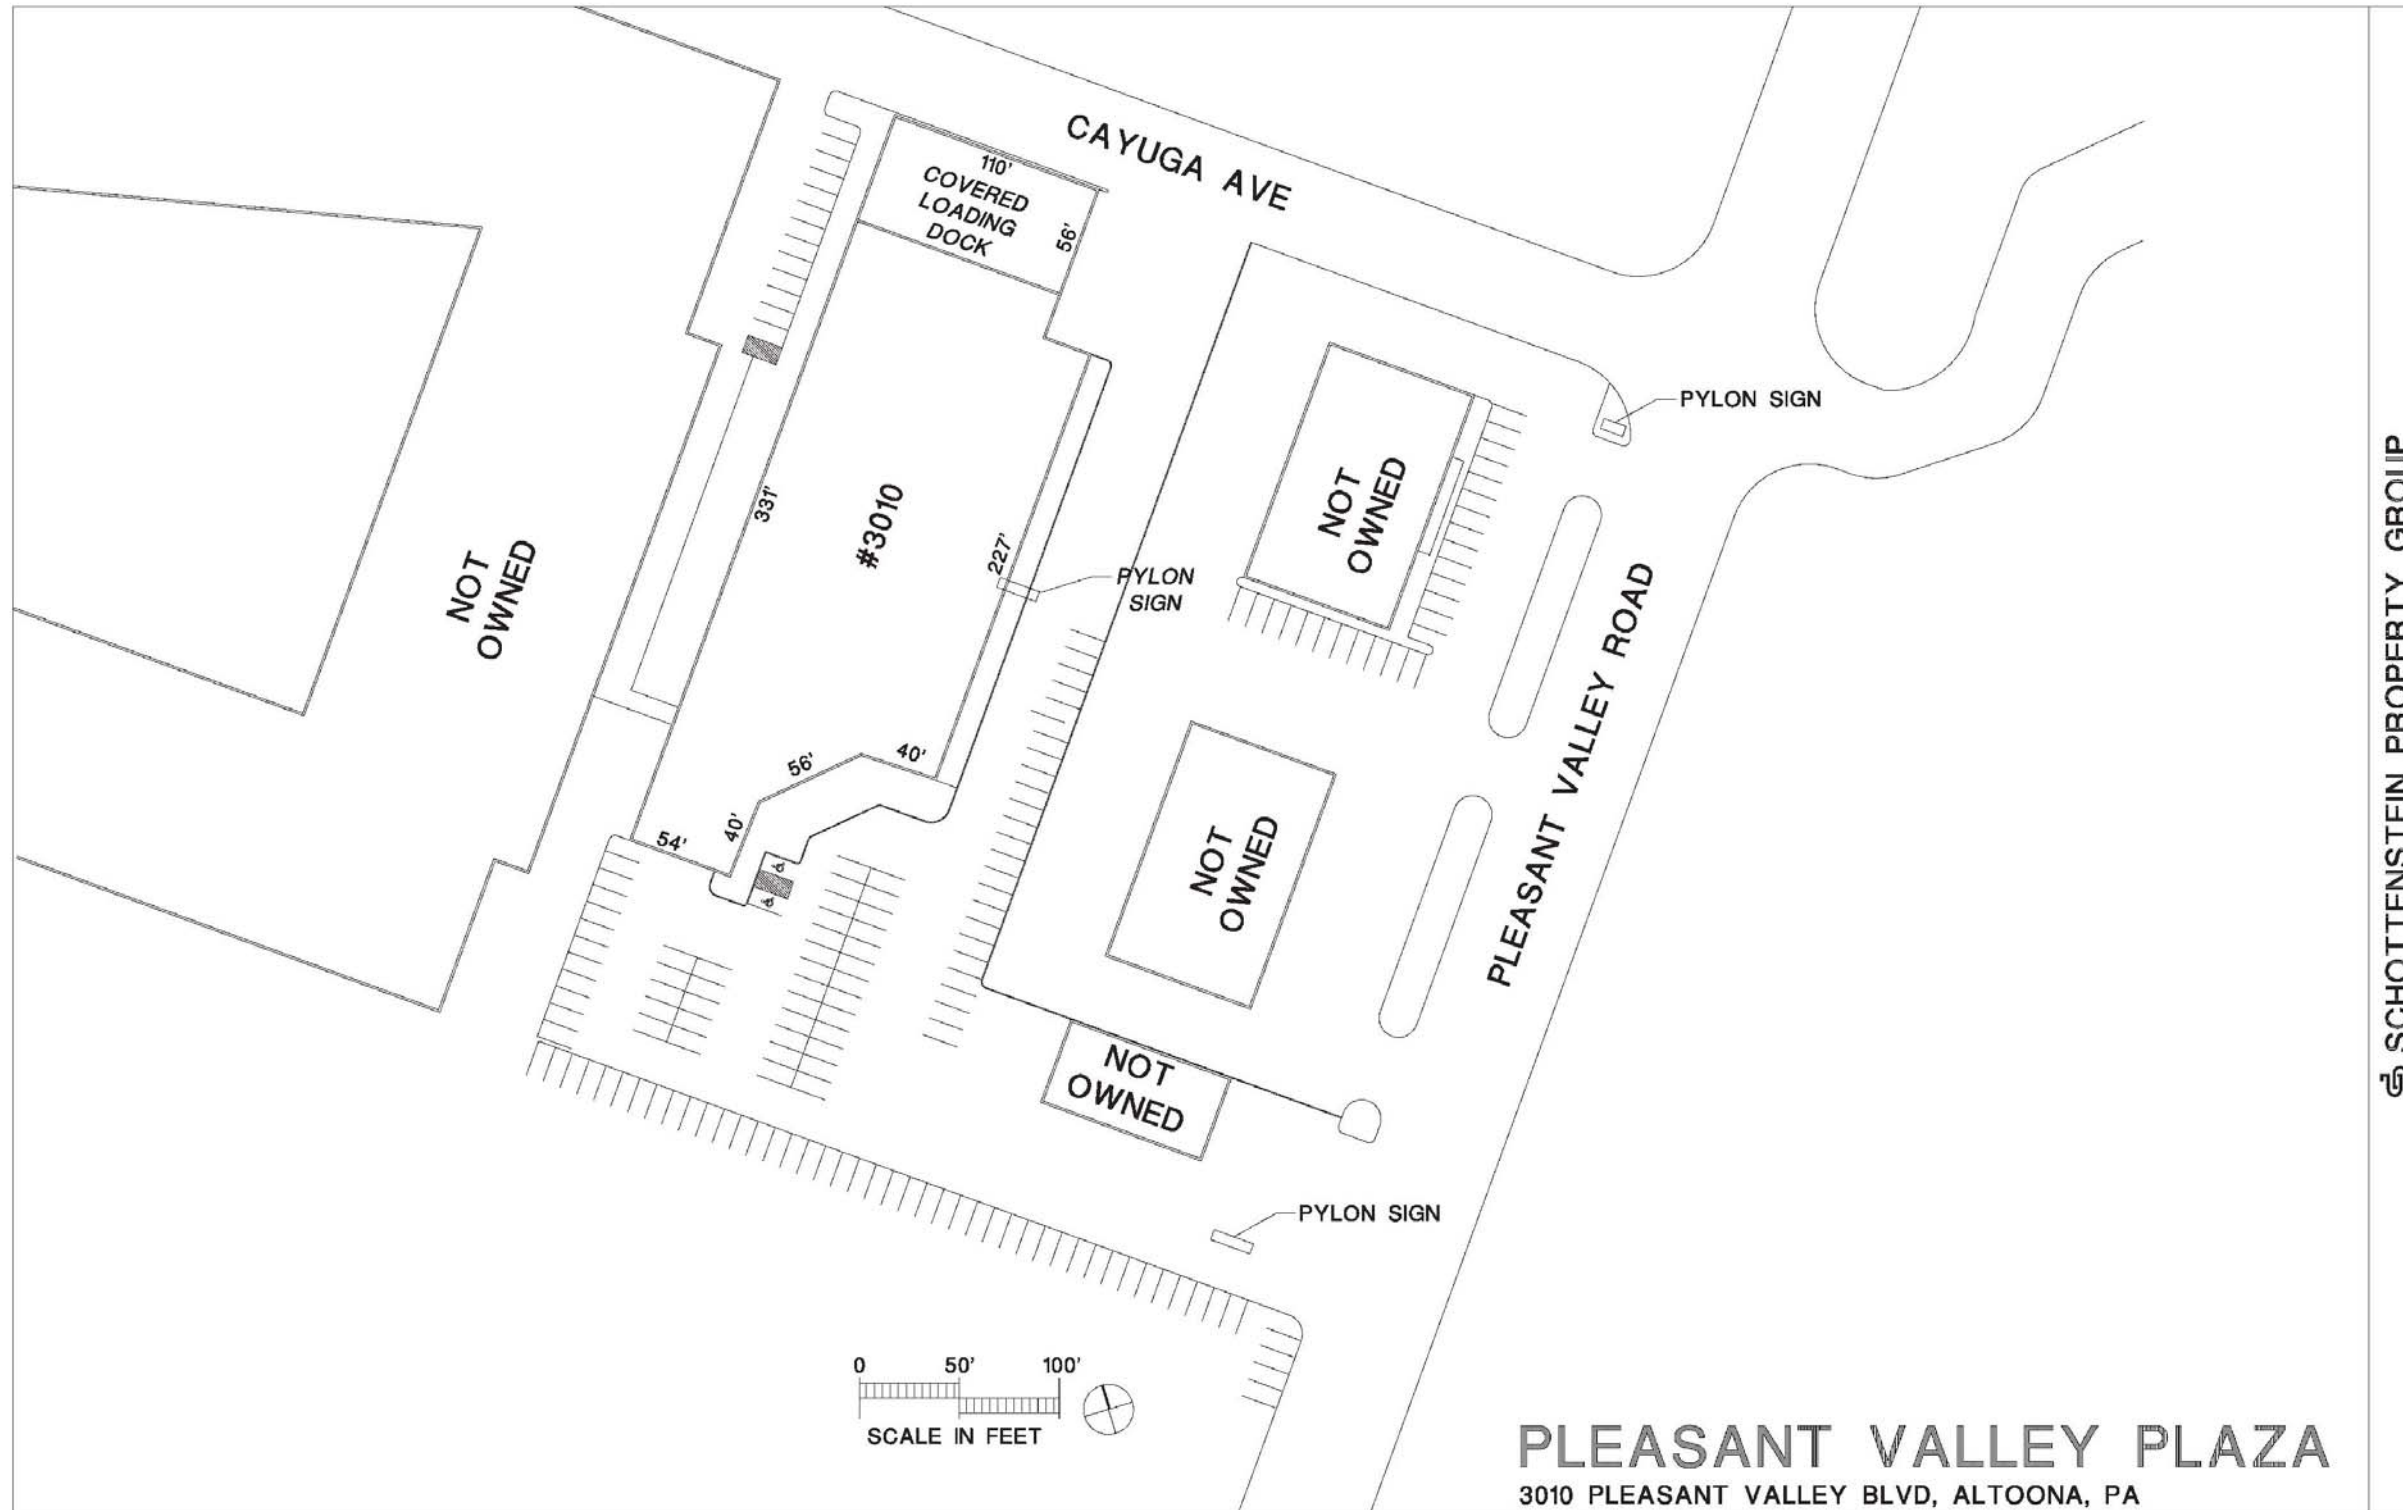 CAYUGA AVE
110'
COVERED
LOADING
DOCK
56'
PYLON SIGN
331'
#3010
227'
PYLON
SIGN
NOT
OWNED
NOT
OWNED
PLEASANT VALLEY ROAD
56'
40'
40'
54'
NOT
OWNED
NOT
OWNED
PYLON SIGN
0 50' 100'
SCALE IN FEET
PLEASANT VALLEY PLAZA
3010 PLEASANT VALLEY BLVD, ALTOONA, PA
SCHOTTENSTEIN PROPERTY GROUP